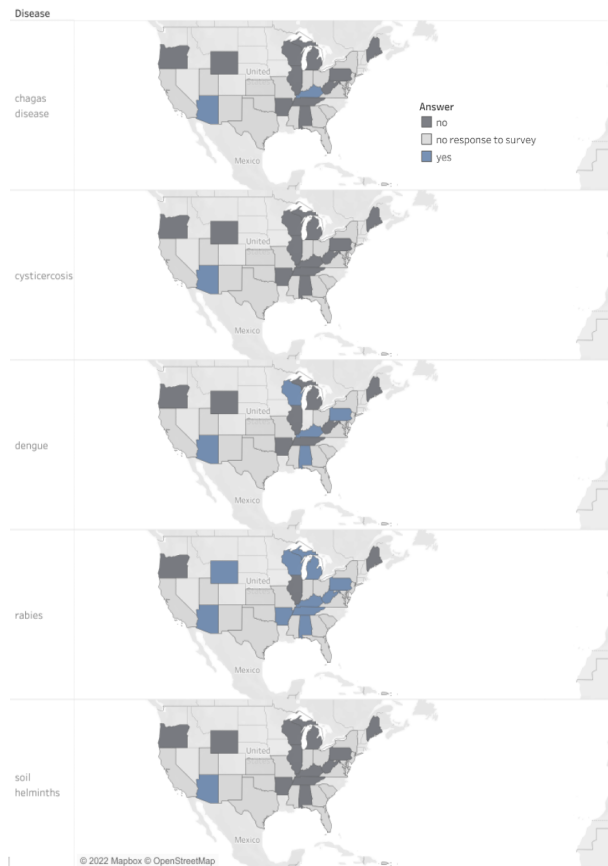 Disease
chagas
disease
United
Mexico
Answer
no
no response to survey
yes
cysticercosis
United
Mexico
dengue
United
Mexico
rabies
United
Mexico
soil
helminths
United
Mexico
© 2022 Mapbox © OpenStreetMap